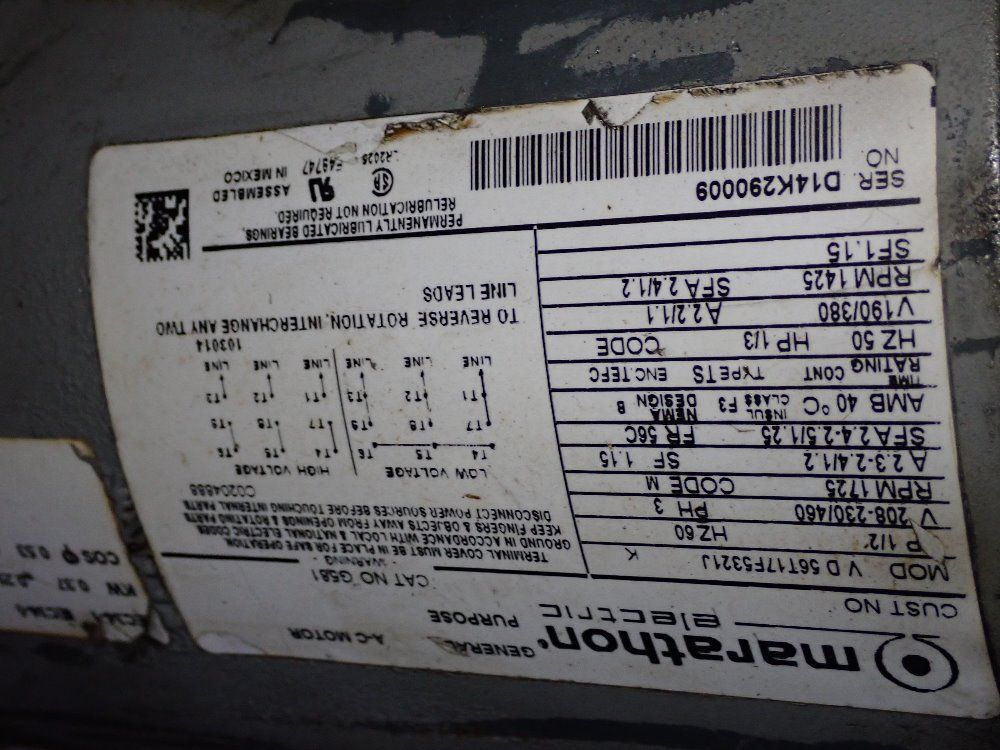 marathon®
electric
GENERAL
PURPOSE
A-C MOTOR
CUST NO
CAT NO G581
MOD V D 56T17F5321J K
P 1/2 HZ 60
V 208-230/460 PH 3
RPM 1725 CODE M
A 2.3-2.4/1.2 SF 1.15
SFA 2.4-2.5/1.25 FR 56C
AMB 40 °C INSUL CLASS F3 NEMA DESIGN B
TIME RATING CONT TYPE TS ENC. TEFC
HZ 50 HP 1/3 CODE
V 190/380 A 2.2/1.1
RPM 1425 SFA 2.4/1.2
SF 1.15
SER NO D14K290009
- WARNING -
TERMINAL COVER MUST BE IN PLACE FOR SAFE OPERATION.
GROUND IN ACCORDANCE WITH LOCAL & NATIONAL ELECTRIC CODES
KEEP FINGERS & OBJECTS AWAY FROM OPENINGS & ROTATING PARTS
DISCONNECT POWER SOURCES BEFORE TOUCHING INTERNAL PARTS
LOW VOLTAGE HIGH VOLTAGE
T4 T5 T6 T4 T5 T6
T7 T8 T9 T7 T8 T9
T1 T2 T3 T1 T2 T3
LINE LINE LINE LINE LINE LINE
103014
TO REVERSE ROTATION, INTERCHANGE ANY TWO
LINE LEADS
PERMANENTLY LUBRICATED BEARINGS.
RELUBRICATION NOT REQUIRED.
ASSEMBLED
IN MEXICO
KW 0.37
COS φ 0.53